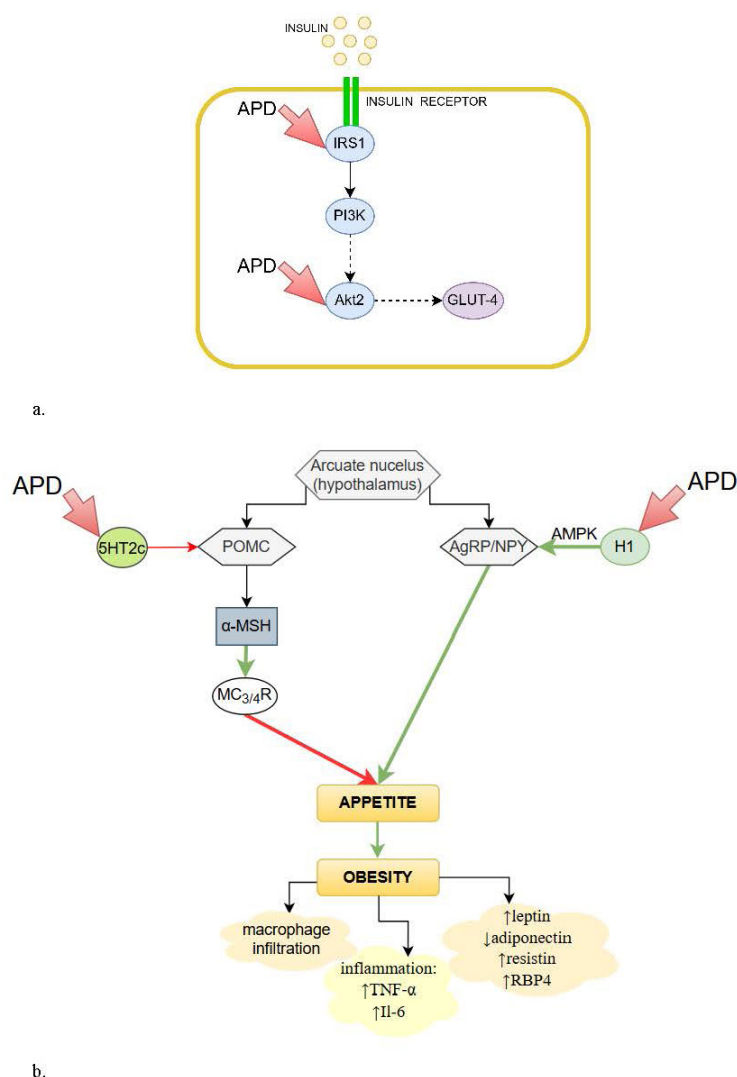 INSULIN
INSULIN RECEPTOR
APD
IRS1
PI3K
APD
Akt2
GLUT-4
a.
Arcuate nucelus
(hypothalamus)
APD
APD
5HT2c
POMC
AgRP/NPY
AMPK
H1
α-MSH
MC3/4R
APPETITE
OBESITY
macrophage
infiltration
inflammation:
↑TNF-α
↑Il-6
↑leptin
↓adiponectin
↑resistin
↑RBP4
b.